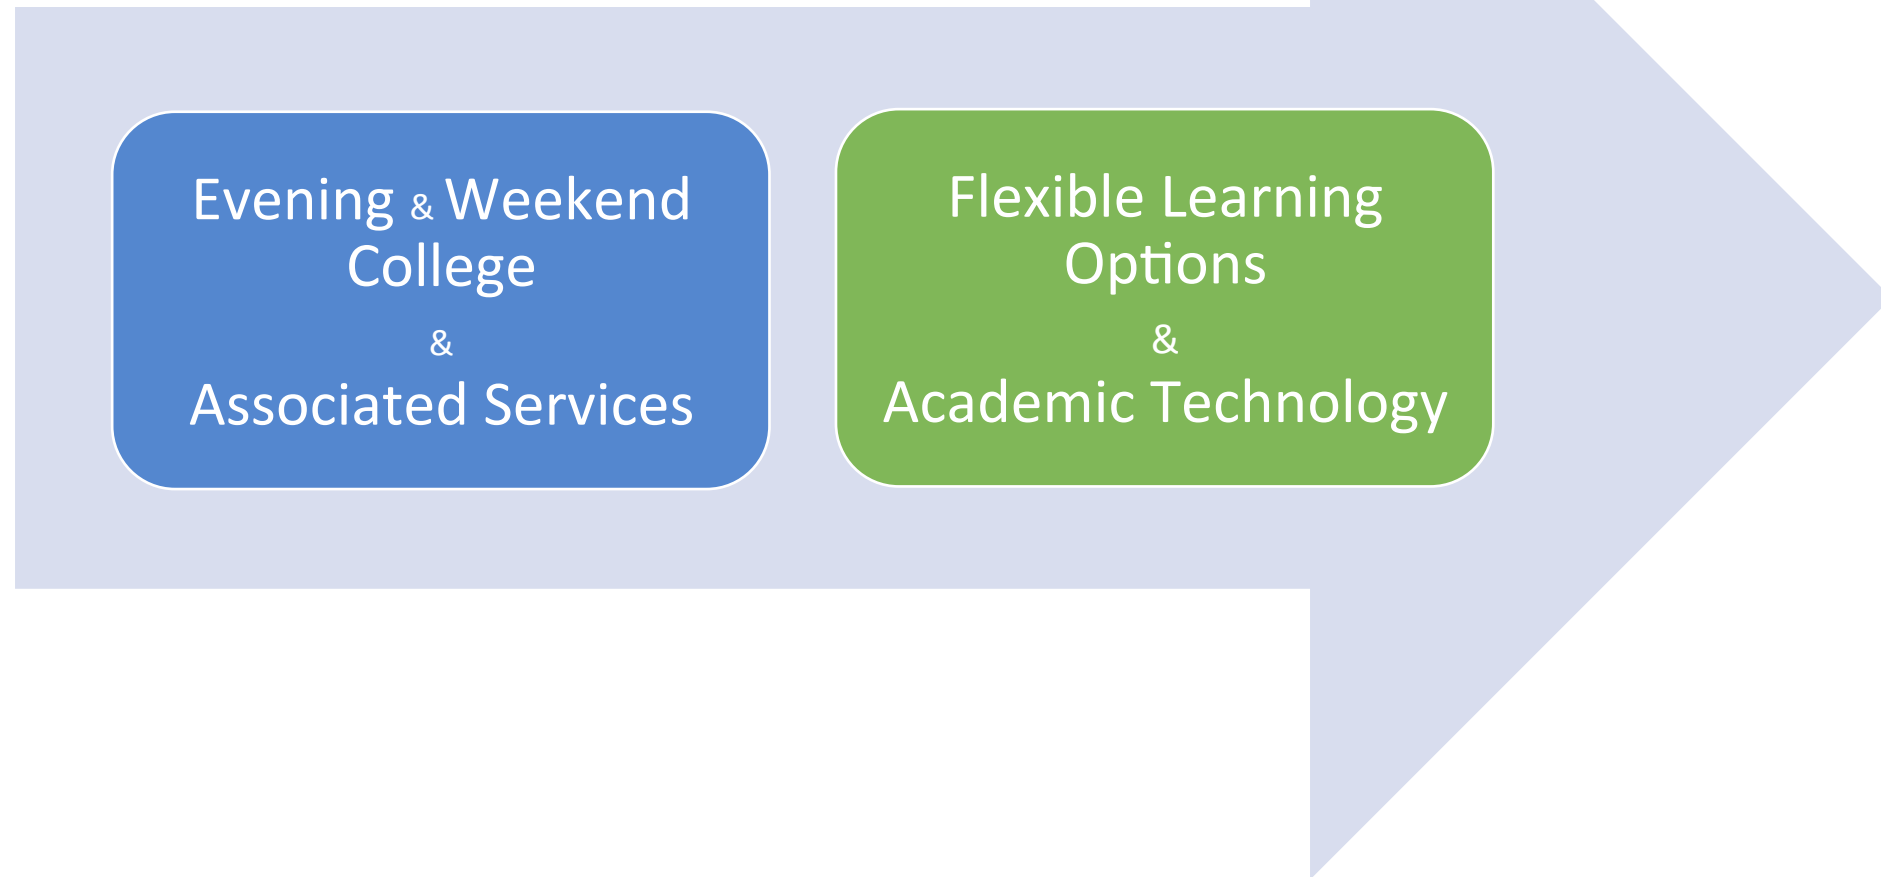 Evening & Weekend
College
&
Associated Services
Flexible Learning
Options
&
Academic Technology